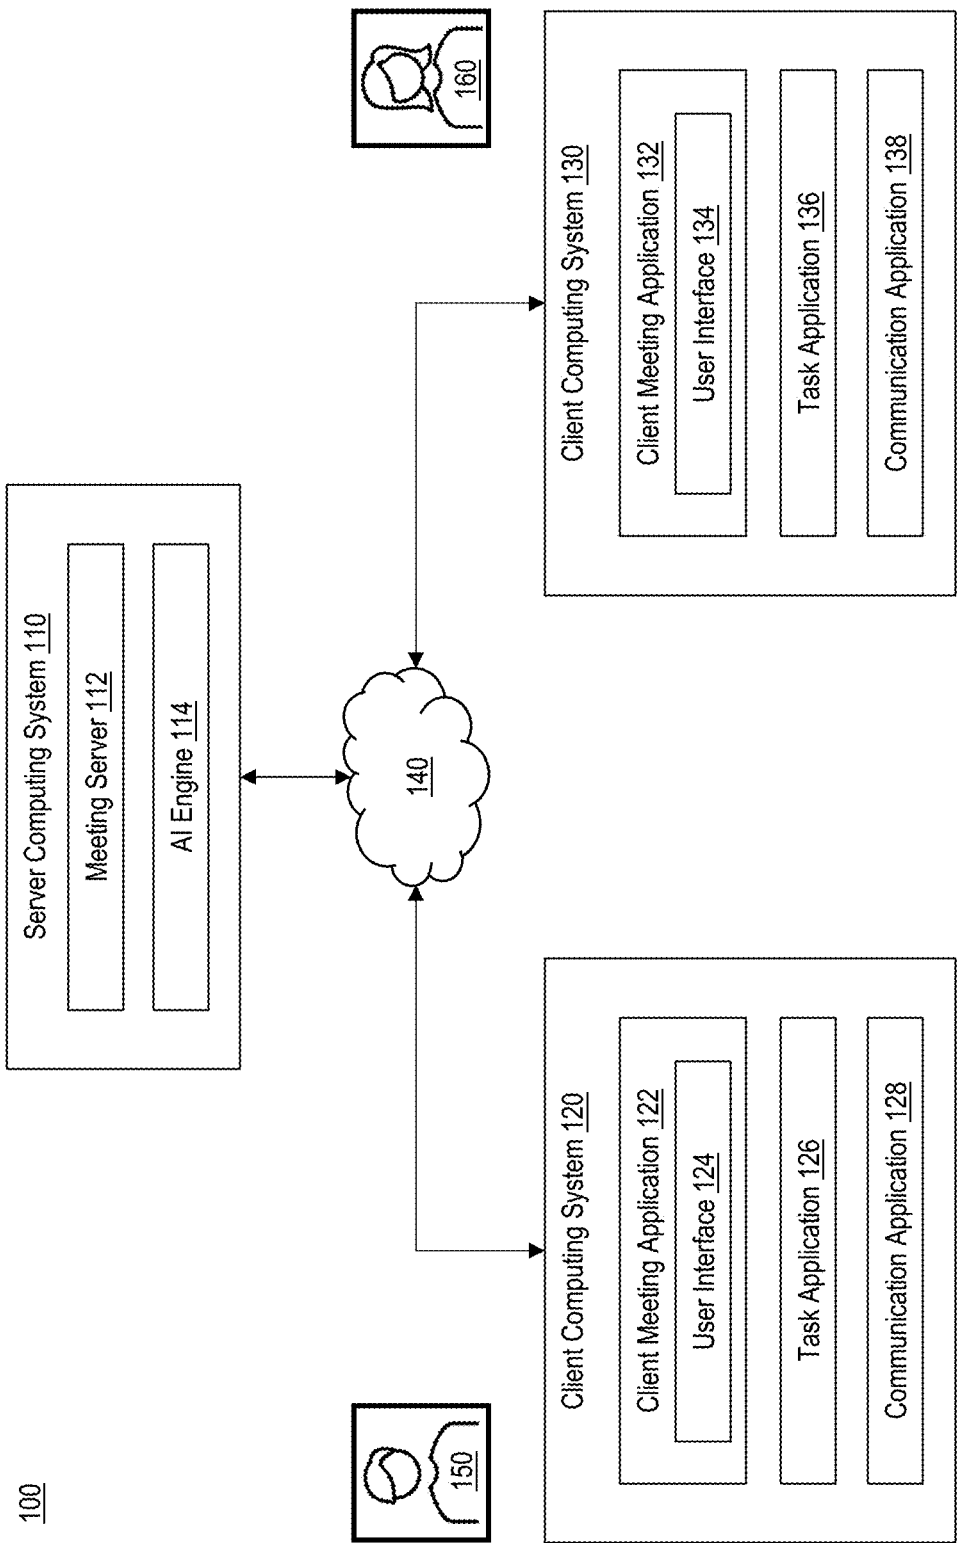 100
Server Computing System 110
Meeting Server 112
AI Engine 114
140
150
160
Client Computing System 120
Client Meeting Application 122
User Interface 124
Task Application 126
Communication Application 128
Client Computing System 130
Client Meeting Application 132
User Interface 134
Task Application 136
Communication Application 138